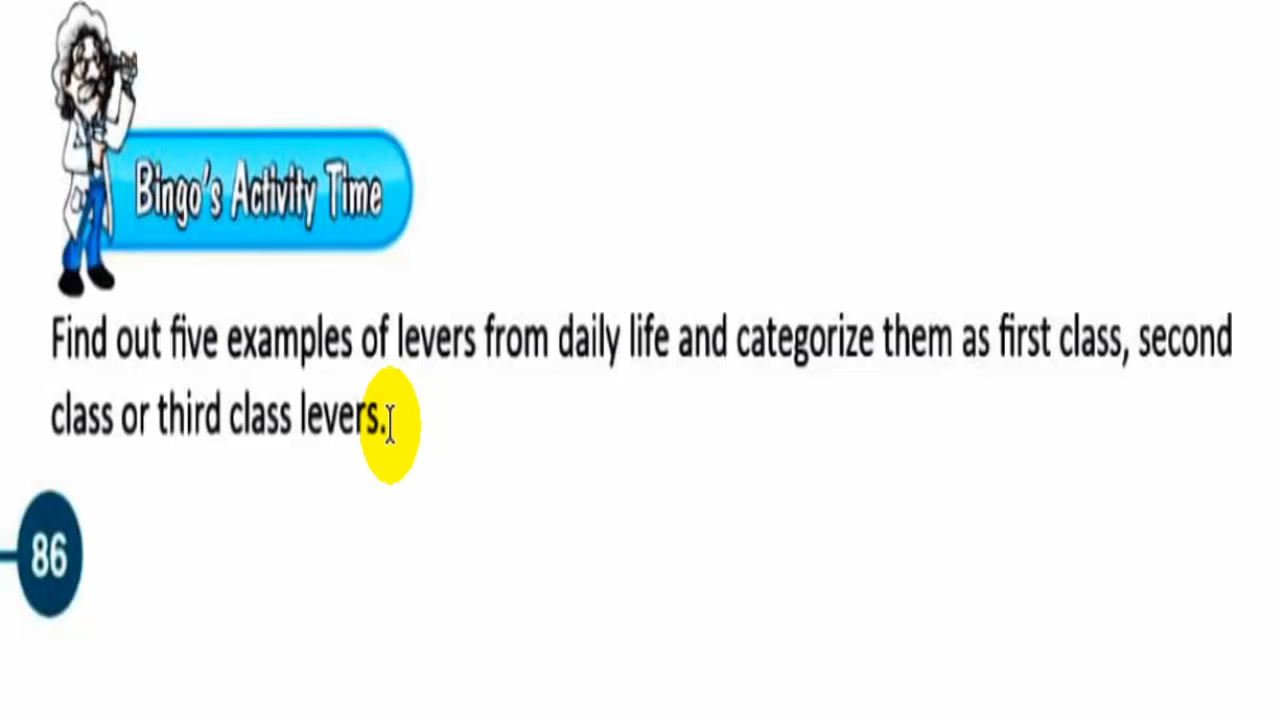 Bingo's Activity Time
Find out five examples of levers from daily life and categorize them as first class, second
class or third class levers.
86